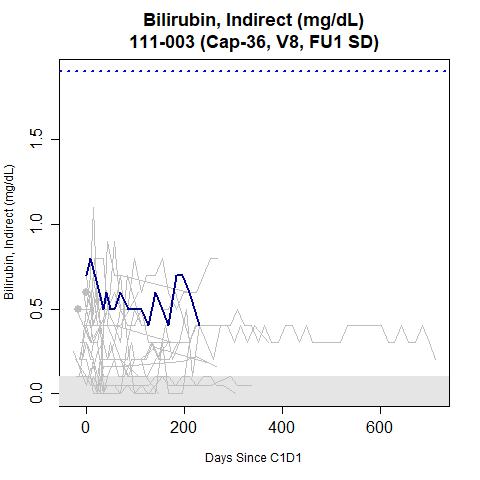 Bilirubin, Indirect (mg/dL)
111-003 (Cap-36, V8, FU1 SD)
Bilirubin, Indirect (mg/dL)
1.5
1.0
0.5
0.0
0
200
400
600
Days Since C1D1